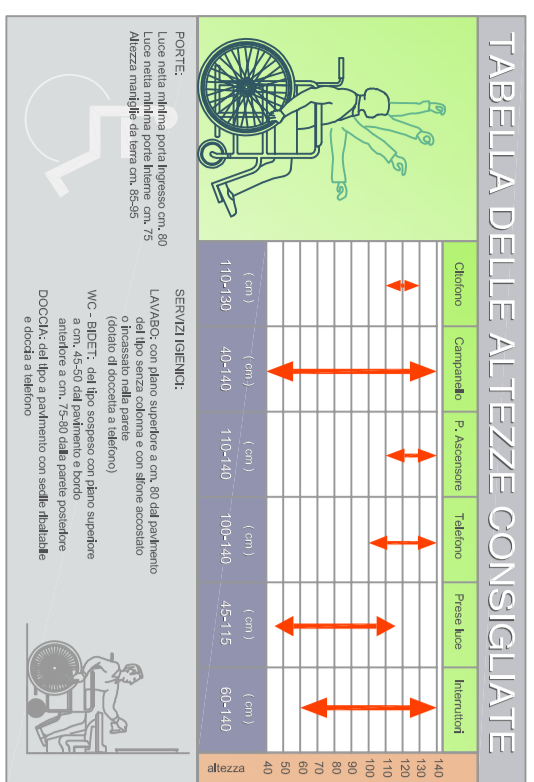 TABELLA DELLE ALTEZZE CONSIGLIATE
Citofono
Campanello
P. Ascensore
Telefono
Prese luce
Interruttori
140
130
120
110
100
90
80
70
60
50
40
altezza
( cm )
110-130
( cm )
40-140
( cm )
110-140
( cm )
100-140
( cm )
45-115
( cm )
60-140
PORTE:
Luce netta minima porta ingresso cm. 80
Luce netta minima porte interne cm. 75
Altezza maniglie da terra cm. 85-95
SERVIZI IGIENICI:
LAVABO: con piano superiore a cm. 80 dal pavimento
del tipo senza colonna e con sifone accostato
o incassato nella parete
(dotato di doccetta a telefono)
WC - BIDET: del tipo sospeso con piano superiore
a cm. 45-50 dal pavimento e bordo
anteriore a cm. 75-80 dalla parete posteriore
DOCCIA: del tipo a pavimento con sedile ribaltabile
e doccia a telefono